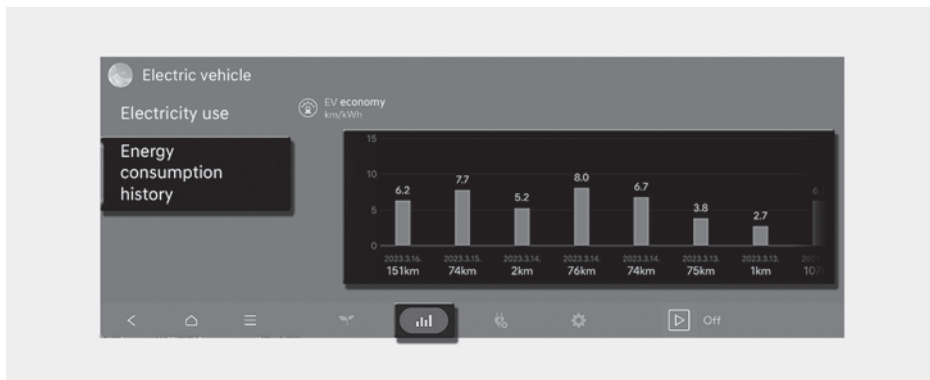 Electric vehicle
Electricity use
EV economy
km/kWh
Energy
consumption
history
15
10
5
0
6.2 7.7 5.2 8.0 6.7 3.8 2.7
2023.3.16. 2023.3.15. 2023.3.14. 2023.3.14. 2023.3.14. 2023.3.13. 2023.3.13.
151km 74km 2km 76km 74km 75km 1km
Off